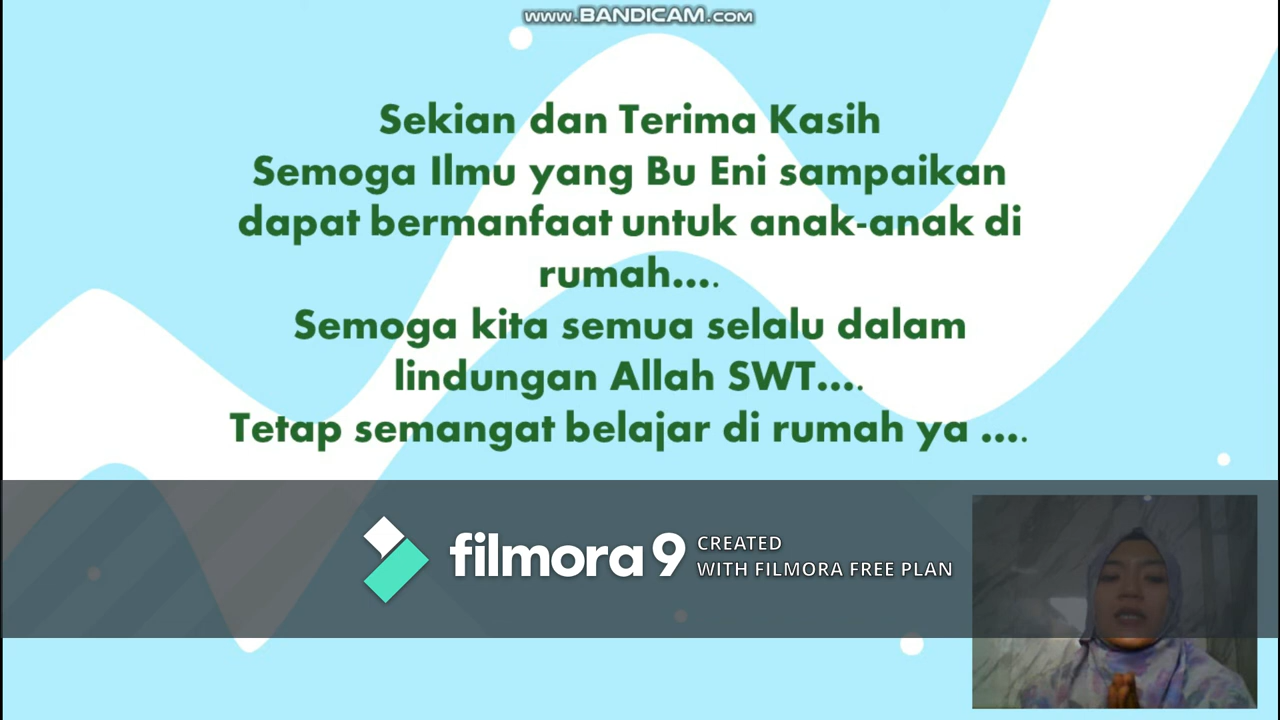 www.BANDICAM.com
Sekian dan Terima Kasih
Semoga Ilmu yang Bu Eni sampaikan
dapat bermanfaat untuk anak-anak di
rumah....
Semoga kita semua selalu dalam
lindungan Allah SWT....
Tetap semangat belajar di rumah ya ....
filmora 9
CREATED
WITH FILMORA FREE PLAN